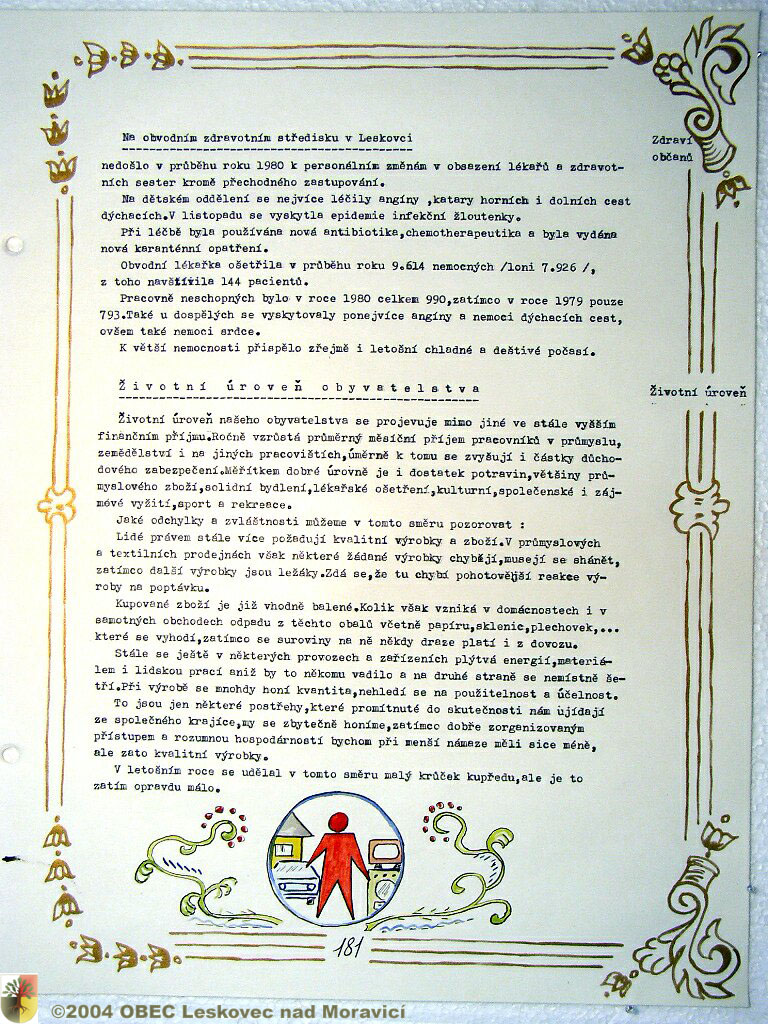 Na obvodním zdravotním středisku v Leskovci
Zdraví
občanů
nedošlo v průběhu roku 1980 k personálním změnám v obsazení lékařů a zdravot-
ních sester kromě přechodného zastupování.
Na dětském oddělení se nejvíce léčily angíny ,katary horních i dolních cest
dýchacích.V listopadu se vyskytla epidemie infekční žloutenky.
Při léčbě byla používána nová antibiotika,chemotherapeutika a byla vydána
nová karanténní opatření.
Obvodní lékařka ošetřila v průběhu roku 9.614 nemocných /loni 7.926 /,
z toho navštívila 144 pacientů.
Pracovně neschopných bylo v roce 1980 celkem 990,zatímco v roce 1979 pouze
793.Také u dospělých se vyskytovaly ponejvíce angíny a nemoci dýchacích cest,
ovšem také nemoci srdce.
K větší nemocnosti přispělo zřejmě i letošní chladné a deštivé počasí.
Životní úroveň obyvatelstva
Životní úroveň
Životní úroveň našeho obyvatelstva se projevuje mimo jiné ve stále vyšším
finančním příjmu.Ročně vzrůstá průměrný měsíční příjem pracovníků v průmyslu,
zemědělství i na jiných pracovištích,úměrně k tomu se zvyšují i částky důcho-
dového zabezpečení.Měřítkem dobré úrovně je i dostatek potravin,většiny prů-
myslového zboží,solidní bydlení,lékařské ošetření,kulturní,společenské i záj-
mové vyžití,sport a rekreace.
Jaké odchylky a zvláštnosti můžeme v tomto směru pozorovat :
Lidé právem stále více požadují kvalitní výrobky a zboží.V průmyslových
a textilních prodejnách však některé žádané výrobky chybějí,musejí se shánět,
zatímco další výrobky jsou ležáky.Zdá se,že tu chybí pohotovější reakce vý-
roby na poptávku.
Kupované zboží je již vhodně balené.Kolik však vzniká v domácnostech i v
samotných obchodech odpadu z těchto obalů včetně papíru,sklenic,plechovek,...
které se vyhodí,zatímco se suroviny na ně někdy draze platí i z dovozu.
Stále se ještě v některých provozech a zařízeních plýtvá energií,materiá-
lem i lidskou prací aniž by to někomu vadilo a na druhé straně se nemístně še-
tří.Při výrobě se mnohdy honí kvantita,nehledí se na použitelnost a účelnost.
To jsou jen některé postřehy,které promítnuté do skutečnosti nám ujídají
ze společného krajíce,my se zbytečně honíme,zatímco dobře zorganizovaným
přístupem a rozumnou hospodárností bychom při menší námaze měli sice méně,
ale zato kvalitní výrobky.
V letošním roce se udělal v tomto směru malý krůček kupředu,ale je to
zatím opravdu málo.
181
©2004 OBEC Leskovec nad Moravicí